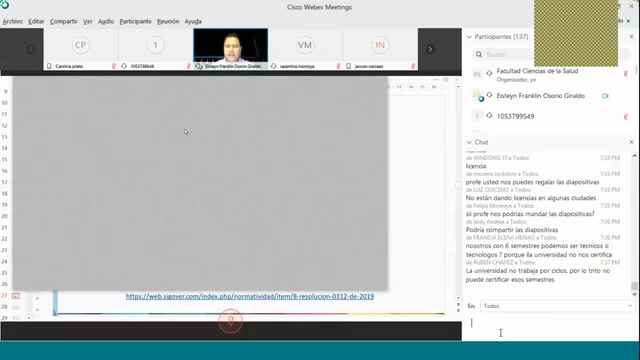 Cisco Webex Meetings
Archivo Editar Compartir Ver Audio Participante Reunión Ayuda
CP
1
VM
JN
Carolina prieto
1053799549
Eisteyn Franklin Osorio Giraldo
valentina montoya
jeisson narvaez
Participantes (137)
Buscar
Facultad Ciencias de la Salud
Organizador, yo
Eisteyn Franklin Osorio Giraldo
1 1053799549
Chat
de WINDOWS 10 a Todos: 7:35 PM
licencia
de moreno Jackeline a Todos: 7:35 PM
profe usted nos puedes regalar las diapositivas
de LUZ QUICENO a Todos: 7:35 PM
No están dando licencias en algunas ciudades
de Felipe Montoya a Todos: 7:35 PM
sii profe nos podrias mandar las diapositivas?
de leidy Andrea a Todos: 7:36 PM
Podría compartir las diapositivas
de FRANCIA ELENA HENAO a Todos: 7:36 PM
nosotros con 6 semestres podemos ser tecnicos o
tecnologos ? porque lla universidad no nos certifica
de RUBEN CHAVEZ a Todos: 7:37 PM
La universidad no trabaja por ciclos, por lo tnto no
puede certificar esos semestres
En: Todos
9
10
11
12
13
14
15
16
17
18
19
20
21
22
23
24
25
26
27
28
29
https://web.sigover.com/index.php/normatividad/item/8-resolucion-0312-de-2019